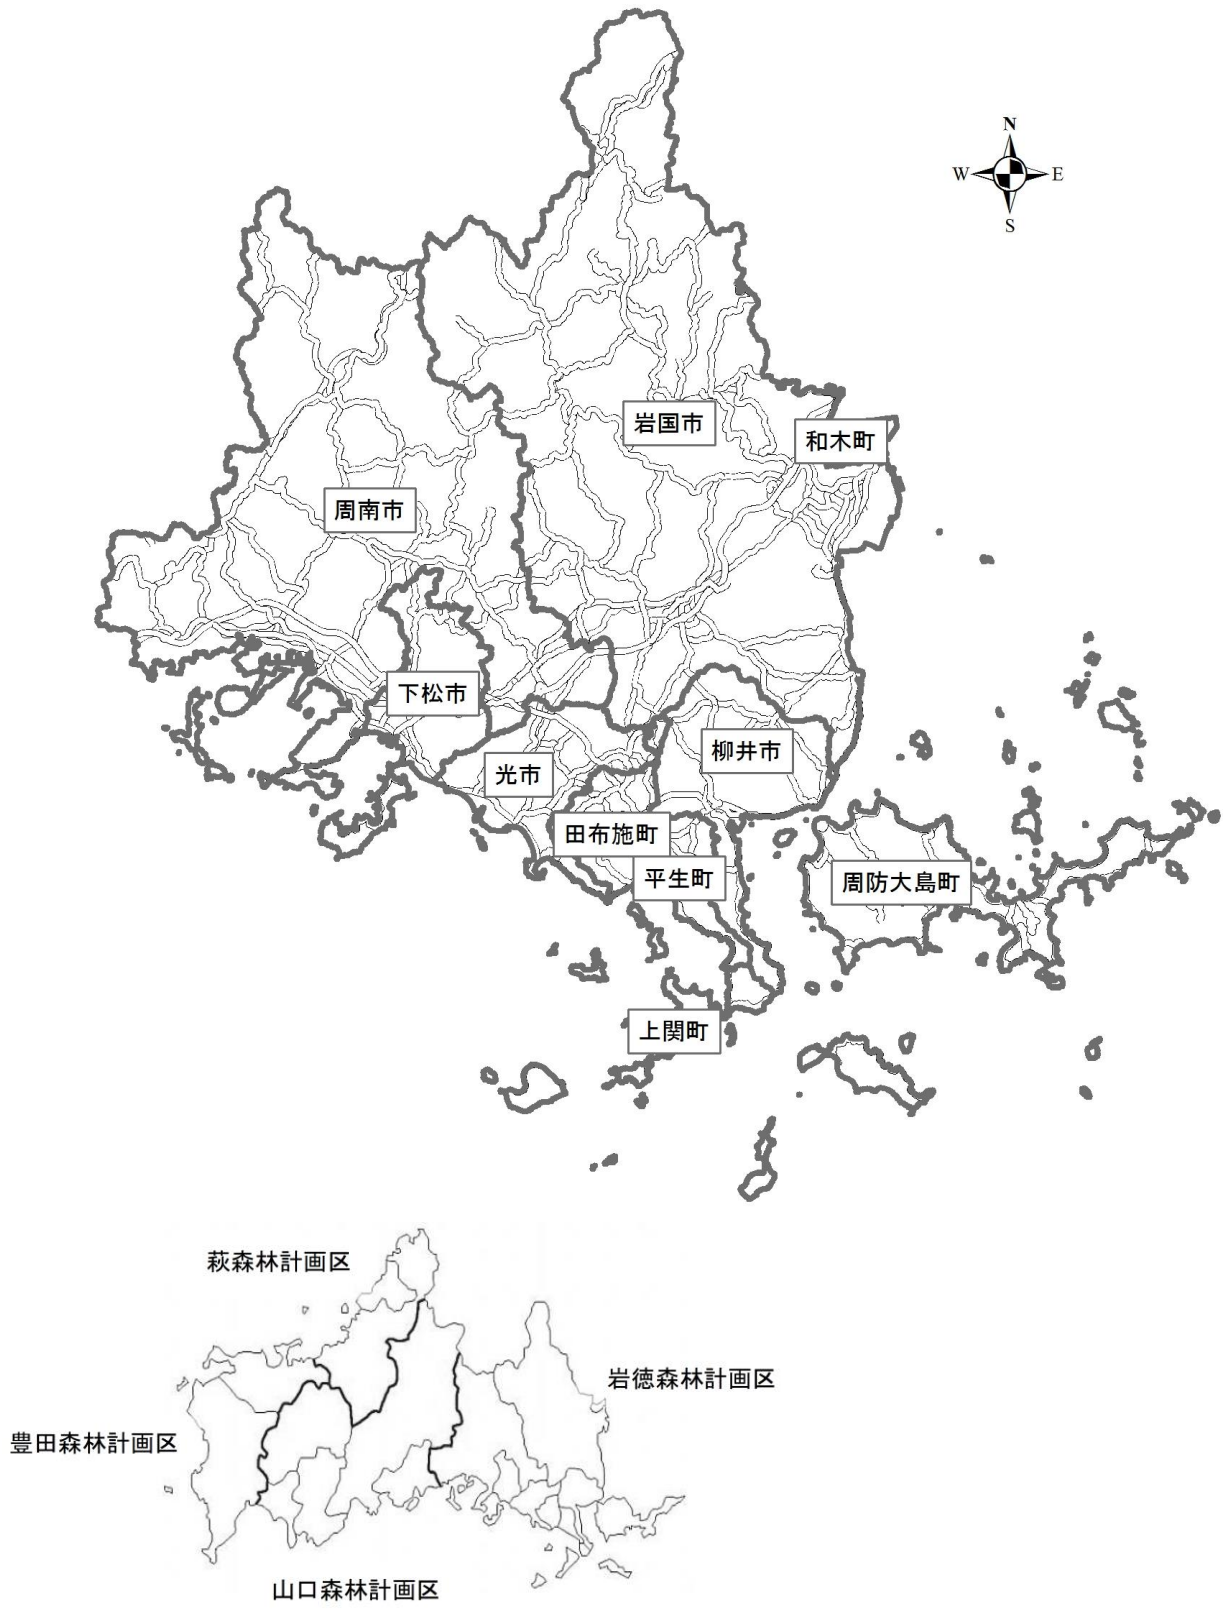 N
W
E
S
岩国市
和木町
周南市
下松市
柳井市
光市
田布施町
平生町
周防大島町
上関町
萩森林計画区
岩徳森林計画区
豊田森林計画区
山口森林計画区